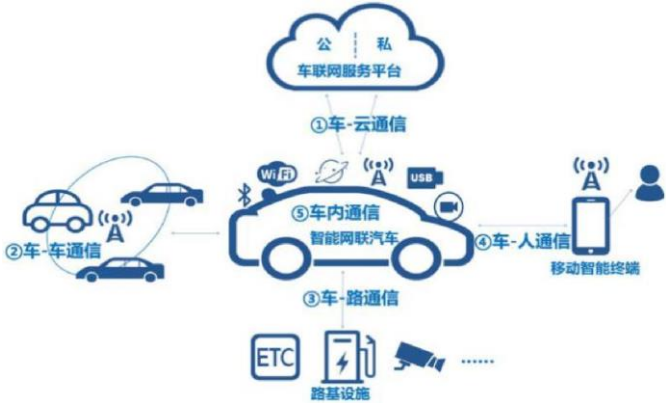 公 私
车联网服务平台
①车-云通信
WiFi
USB
⑤车内通信
智能网联汽车
②车-车通信
④车-人通信
移动智能终端
③车-路通信
ETC
路基设施
······